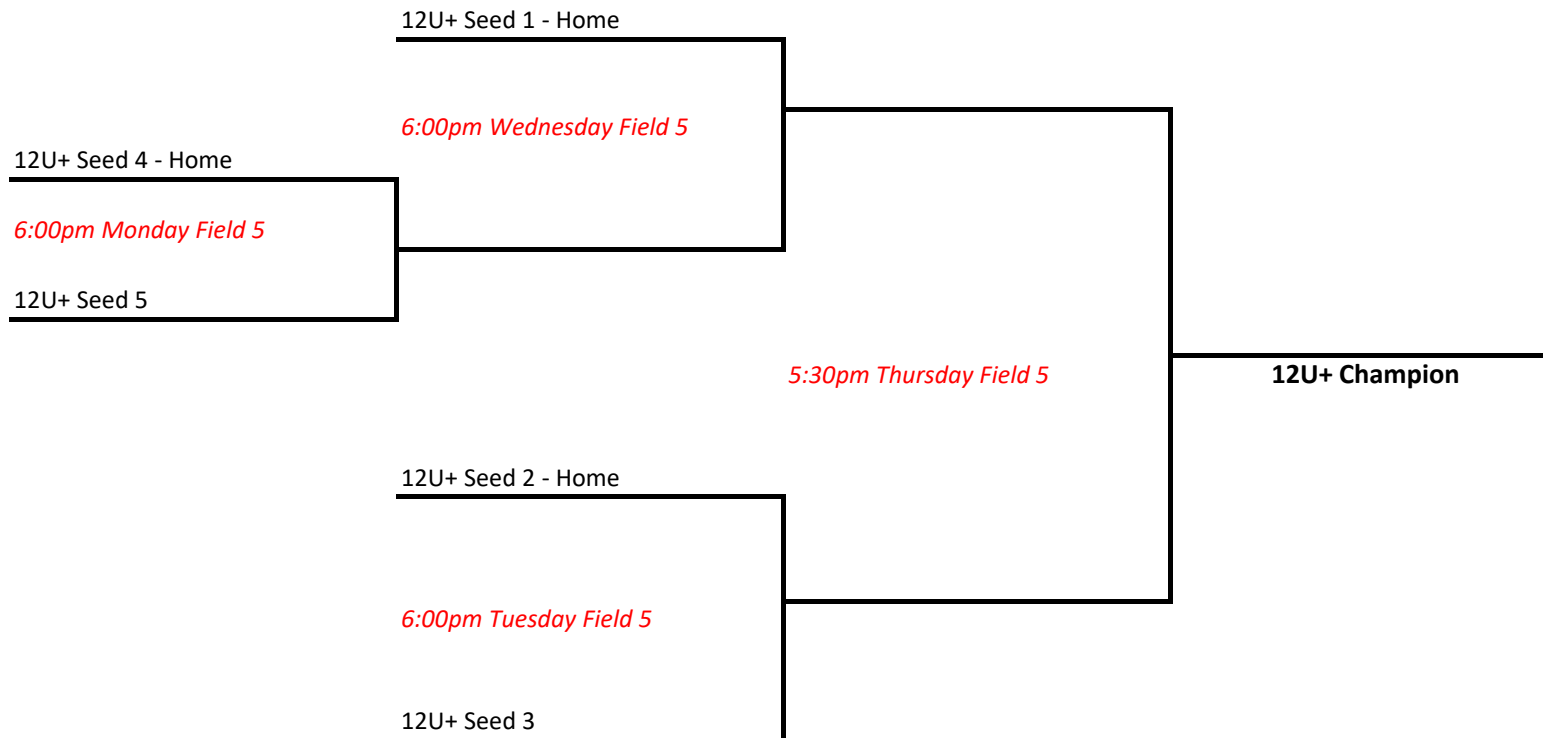 12U+ Seed 1 - Home
6:00pm Wednesday Field 5
12U+ Seed 4 - Home
6:00pm Monday Field 5
12U+ Seed 5
5:30pm Thursday Field 5
12U+ Champion
12U+ Seed 2 - Home
6:00pm Tuesday Field 5
12U+ Seed 3